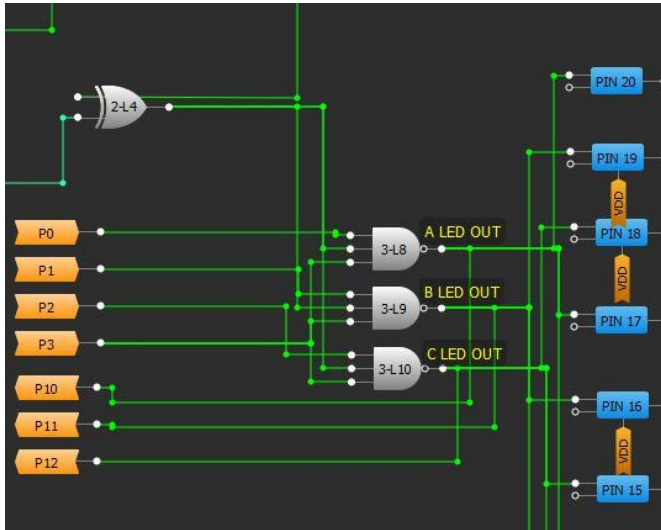 2-L4
PIN 20
PIN 19
VDD
P0
A LED OUT
PIN 18
3-L8
P1
VDD
P2
B LED OUT
3-L9
PIN 17
P3
C LED OUT
3-L10
P10
PIN 16
P11
VDD
P12
PIN 15